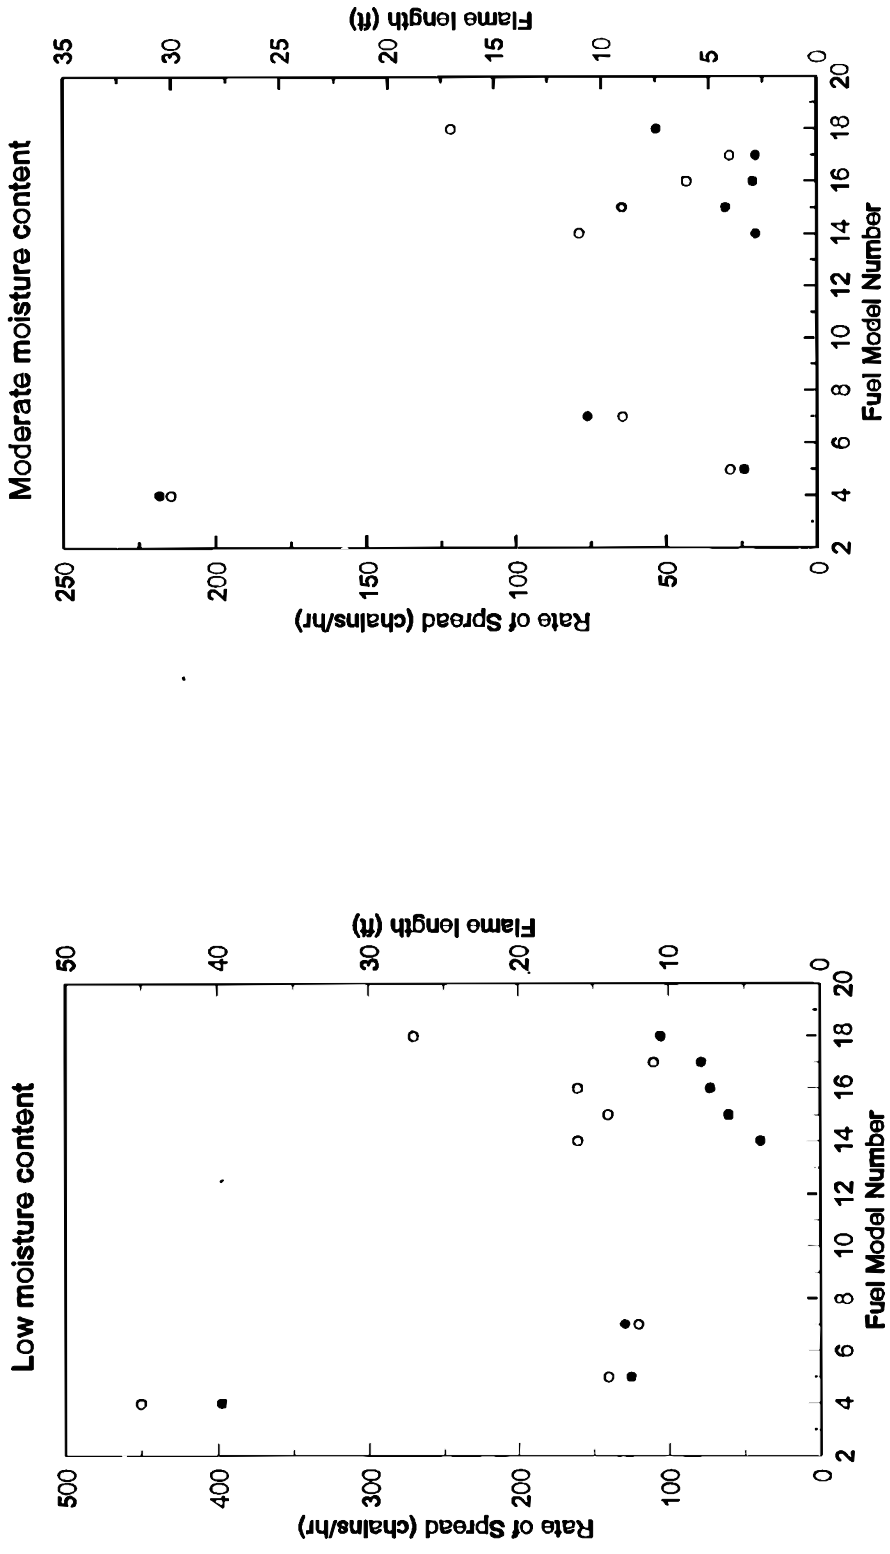 Low moisture content
500
400
300
200
100
0
Rate of Spread (chains/hr)
50
40
30
20
10
0
Flame length (ft)
2 4 6 8 10 12 14 16 18 20
Fuel Model Number
Moderate moisture content
250
200
150
100
50
0
Rate of Spread (chains/hr)
35
30
25
20
15
10
5
0
Flame length (ft)
2 4 6 8 10 12 14 16 18 20
Fuel Model Number